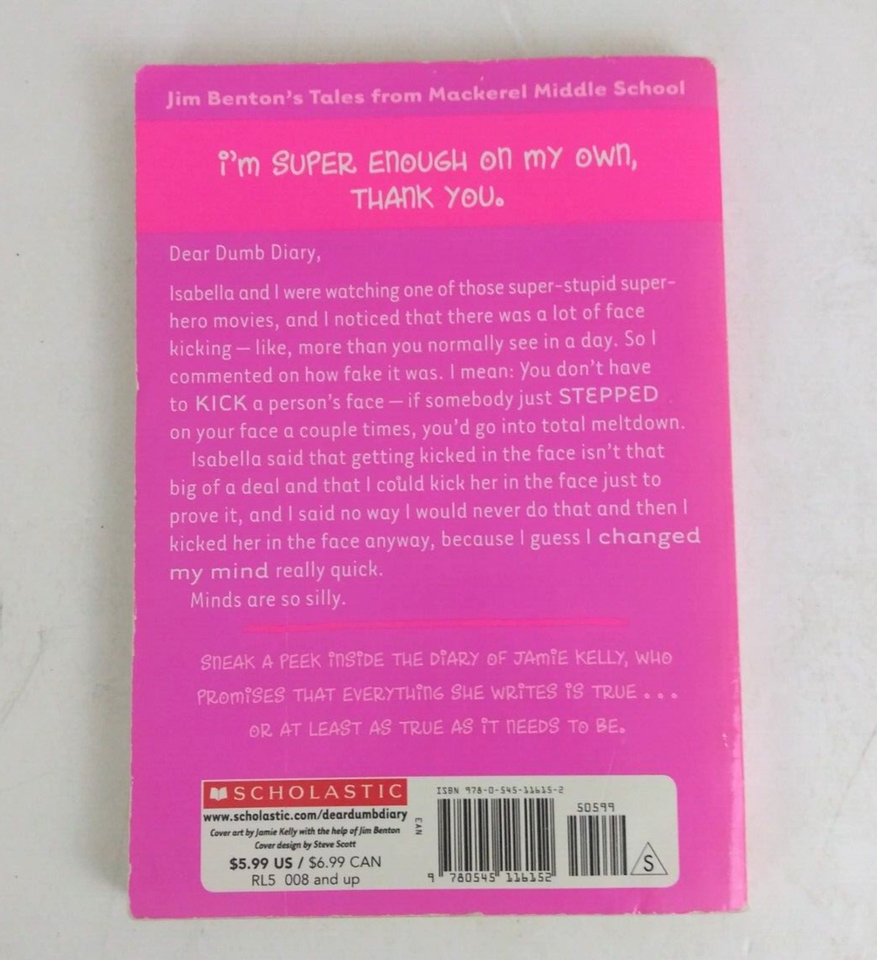 Jim Benton's Tales from Mackerel Middle School
i'm SUPER ENOUGH ON MY OWN,
THANK YOU.
Dear Dumb Diary,
Isabella and I were watching one of those super-stupid super-
hero movies, and I noticed that there was a lot of face
kicking — like, more than you normally see in a day. So I
commented on how fake it was. I mean: You don't have
to KICK a person's face — if somebody just STEPPED
on your face a couple times, you'd go into total meltdown.
Isabella said that getting kicked in the face isn't that
big of a deal and that I could kick her in the face just to
prove it, and I said no way I would never do that and then I
kicked her in the face anyway, because I guess I changed
my mind really quick.
Minds are so silly.
SNEAK A PEEK INSIDE THE DIARY OF JAMIE KELLY, WHO
PROMISES THAT EVERYTHING SHE WRITES IS TRUE . . .
OR AT LEAST AS TRUE AS IT NEEDS TO BE.
SCHOLASTIC
www.scholastic.com/deardumbdiary
Cover art by Jamie Kelly with the help of Jim Benton
Cover design by Steve Scott
$5.99 US / $6.99 CAN
RL5 008 and up
EAN
ISBN 978-0-545-11615-2
50599
9 780545 116152
S